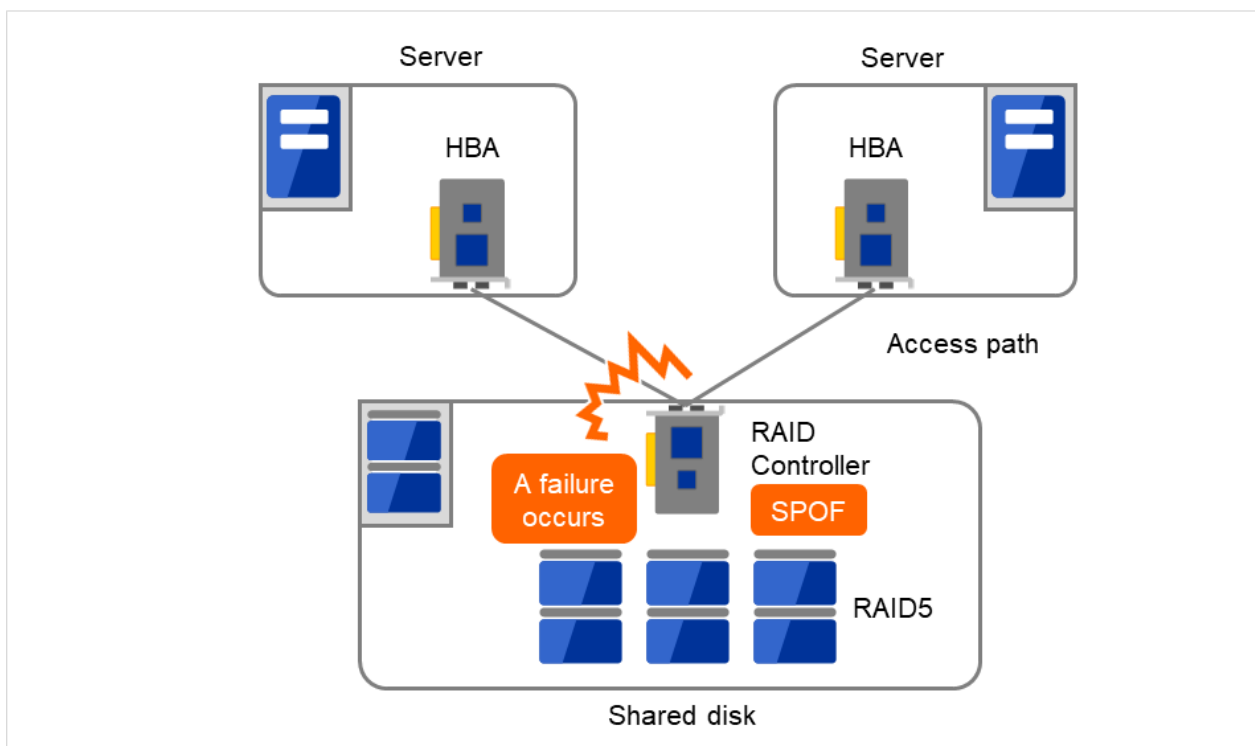 Server
Server
HBA
HBA
Access path
RAID
Controller
A failure
occurs
SPOF
RAID5
Shared disk